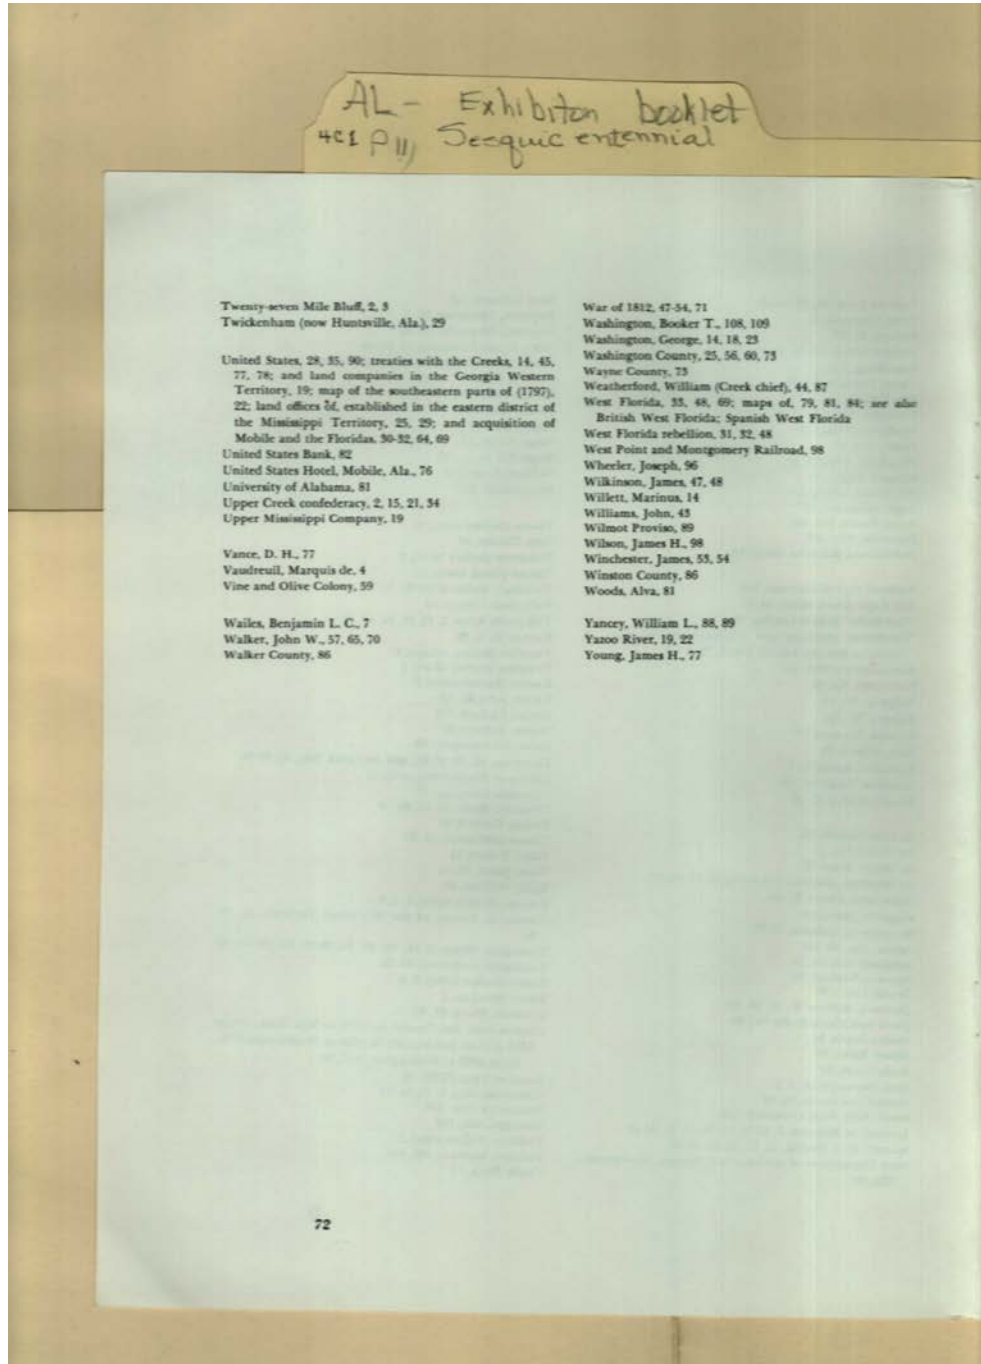 AL- Exhibiton booklet
4C1 P11, Sesquicentennial
Twenty-seven Mile Bluff, 2, 3
Twickenham (now Huntsville, Ala.), 29
United States, 28, 35, 90; treaties with the Creeks, 14, 45,
77, 78; and land companies in the Georgia Western
Territory, 19; map of the southeastern parts of (1797),
22; land offices of, established in the eastern district of
the Mississippi Territory, 25, 29; and acquisition of
Mobile and the Floridas, 30-32, 64, 69
United States Bank, 82
United States Hotel, Mobile, Ala., 76
University of Alabama, 81
Upper Creek confederacy, 2, 15, 21, 34
Upper Mississippi Company, 19
Vance, D. H., 77
Vaudreuil, Marquis de, 4
Vine and Olive Colony, 59
Wailes, Benjamin L. C., 7
Walker, John W., 57, 65, 70
Walker County, 86
War of 1812, 47-54, 71
Washington, Booker T., 108, 109
Washington, George, 14, 18, 23
Washington County, 25, 56, 60, 73
Wayne County, 73
Weatherford, William (Creek chief), 44, 87
West Florida, 33, 48, 69; maps of, 79, 81, 84; see also
British West Florida; Spanish West Florida
West Florida rebellion, 31, 32, 48
West Point and Montgomery Railroad, 98
Wheeler, Joseph, 96
Wilkinson, James, 47, 48
Willett, Marinus, 14
Williams, John, 43
Wilmot Proviso, 89
Wilson, James H., 98
Winchester, James, 53, 54
Winston County, 86
Woods, Alva, 81
Yancey, William L., 88, 89
Yazoo River, 19, 22
Young, James H., 77
72